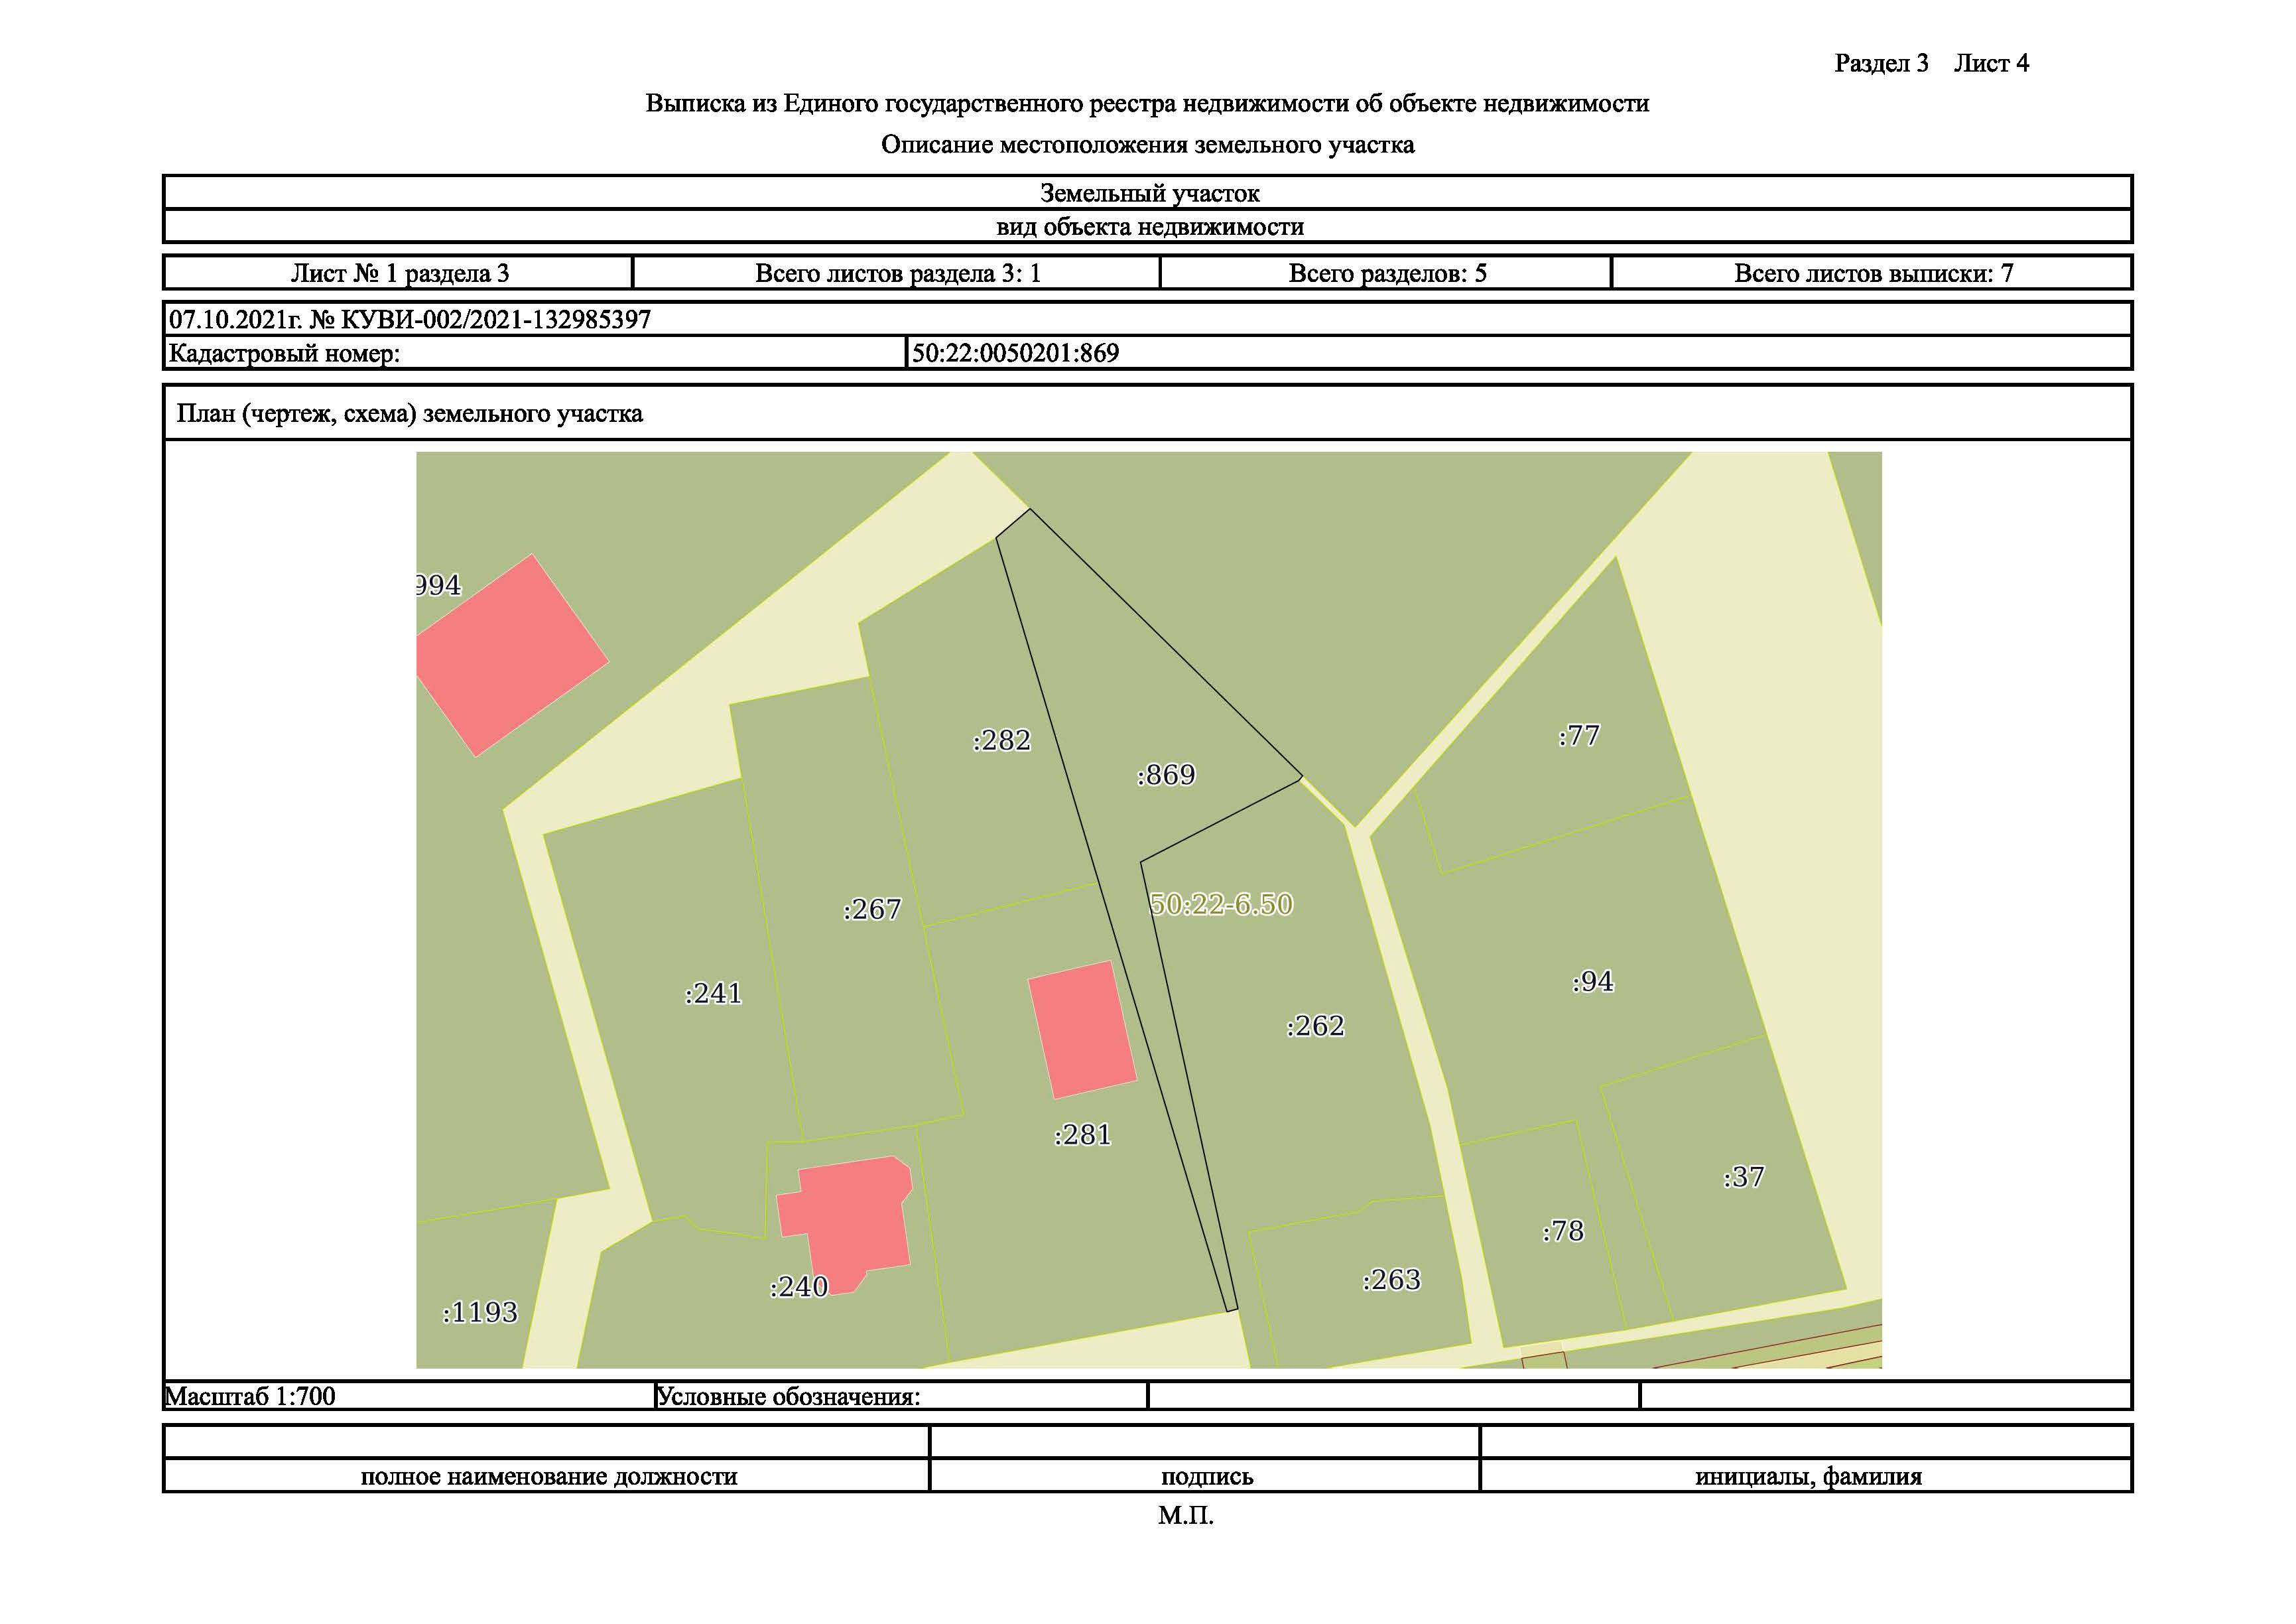 Раздел 3 Лист 4
Выписка из Единого государственного реестра недвижимости об объекте недвижимости
Описание местоположения земельного участка
Земельный участок
вид объекта недвижимости
Лист № 1 раздела 3 Всего листов раздела 3: 1 Всего разделов: 5 Всего листов выписки: 7
07.10.2021г. № КУВИ-002/2021-132985397
Кадастровый номер: 50:22:0050201:869
План (чертеж, схема) земельного участка
994
:77
:282
:869
50:22-6.50
:267
:94
:241
:262
:281
:37
:78
:263
:240
:1193
Масштаб 1:700 Условные обозначения:
полное наименование должности подпись инициалы, фамилия
М.П.